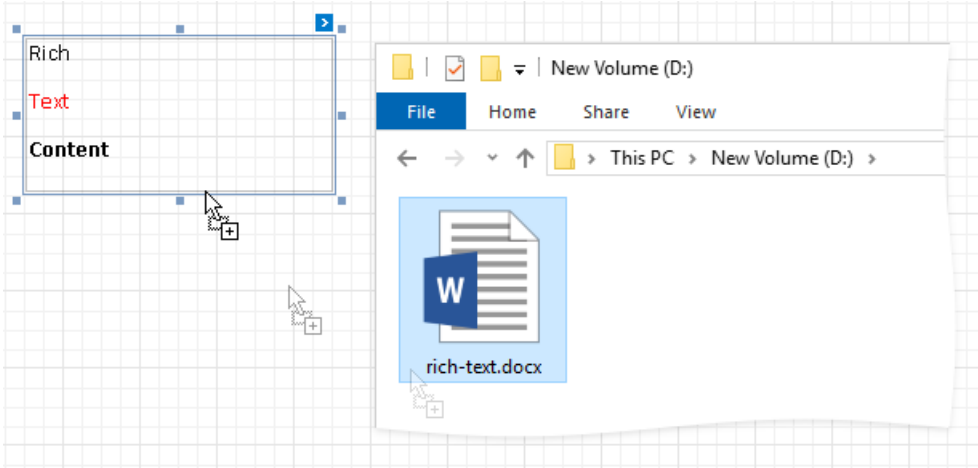 Rich
Text
Content
New Volume (D:)
File Home Share View
This PC > New Volume (D:) >
W
rich-text.docx